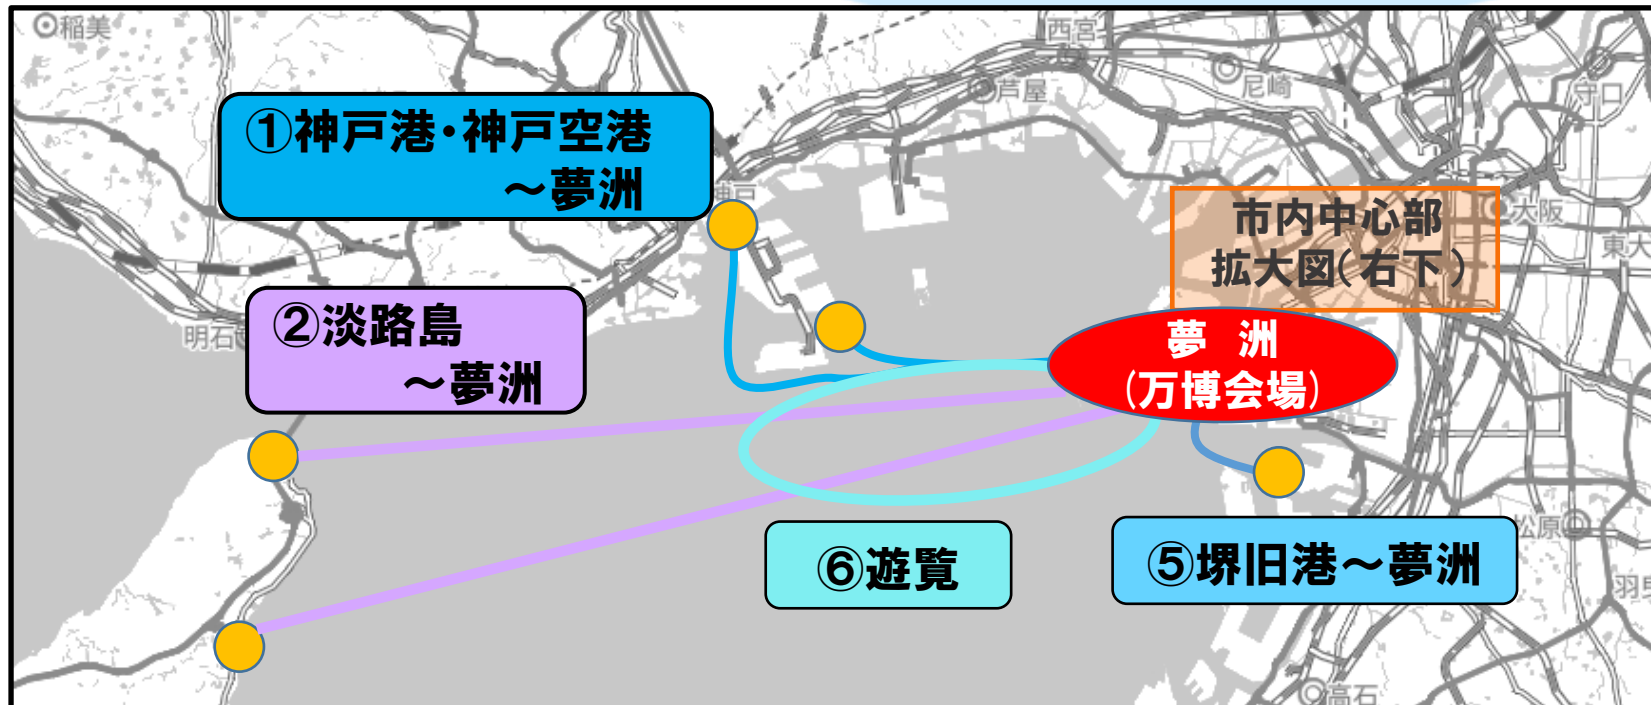 稲美
西宮
芦屋
尼崎
守口
①神戸港・神戸空港
～夢洲
神戸
市内中心部
拡大図(右下)
大阪
東大
②淡路島
～夢洲
明石
夢 洲
(万博会場)
⑥遊覧
⑤堺旧港～夢洲
松原
羽曳
高石